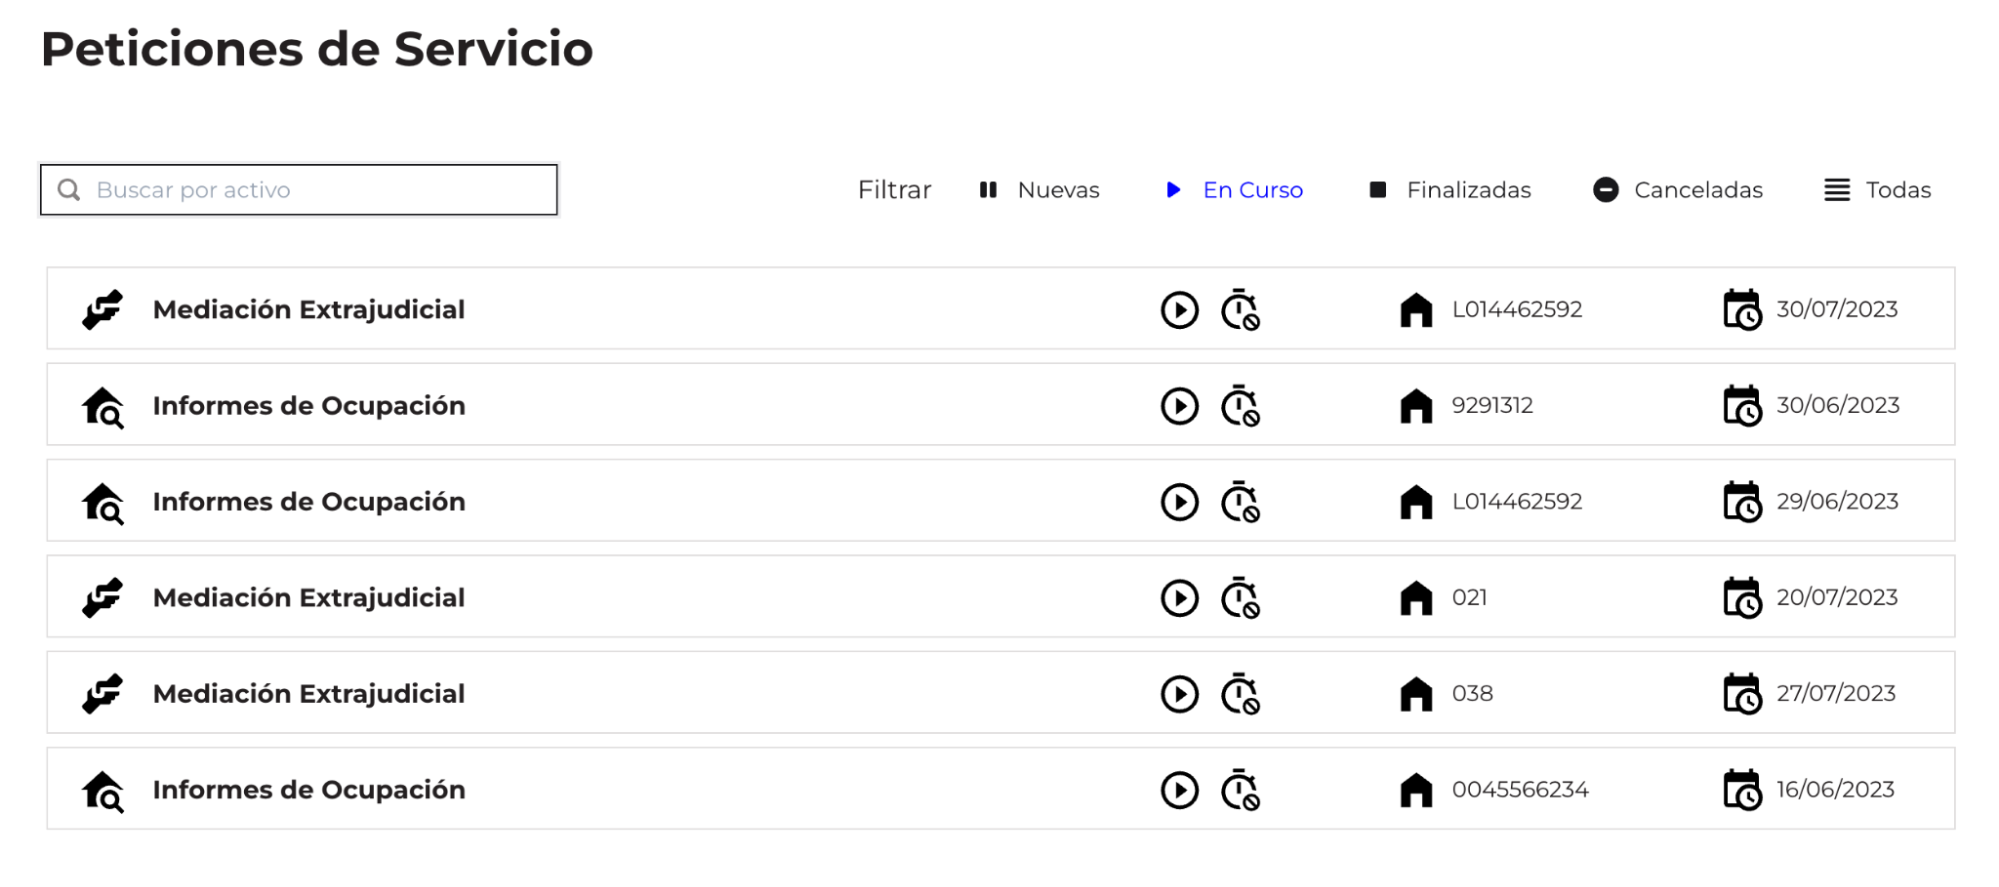 Peticiones de Servicio
Buscar por activo Filtrar Nuevas En Curso Finalizadas Canceladas Todas
Mediación Extrajudicial L014462592 30/07/2023
Informes de Ocupación 9291312 30/06/2023
Informes de Ocupación L014462592 29/06/2023
Mediación Extrajudicial 021 20/07/2023
Mediación Extrajudicial 038 27/07/2023
Informes de Ocupación 0045566234 16/06/2023